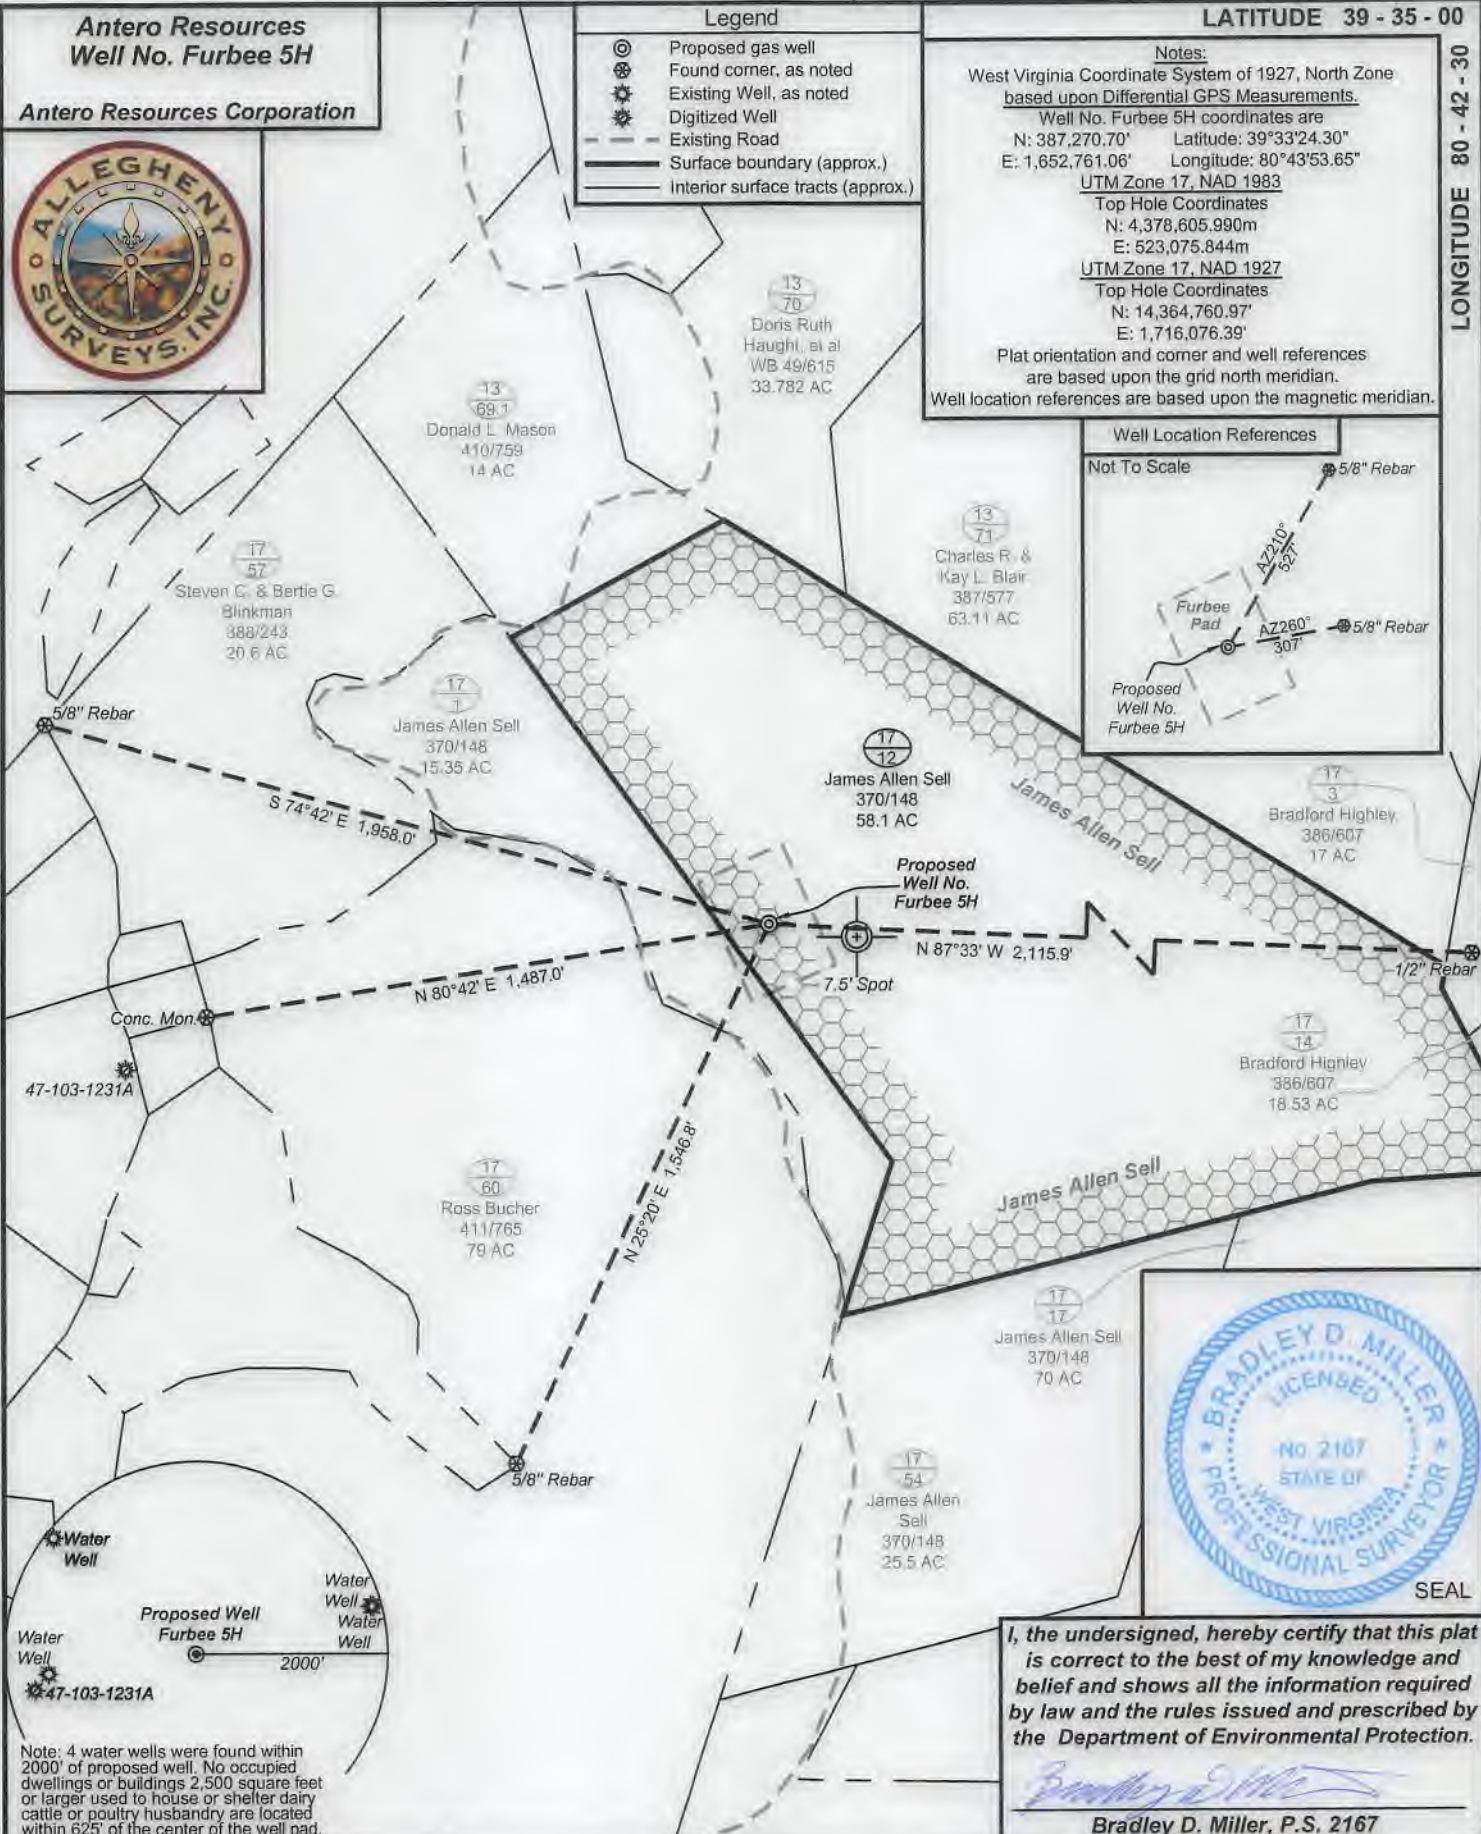 Antero Resources
Well No. Furbee 5H
Antero Resources Corporation
ALLEGHENY
SURVEYS, INC.
Legend
Proposed gas well
Found corner, as noted
Existing Well, as noted
Digitized Well
Existing Road
Surface boundary (approx.)
Interior surface tracts (approx.)
LATITUDE 39 - 35 - 00
LONGITUDE 80 - 42 - 30
Notes:
West Virginia Coordinate System of 1927, North Zone
based upon Differential GPS Measurements.
Well No. Furbee 5H coordinates are
N: 387,270.70' Latitude: 39°33'24.30"
E: 1,652,761.06' Longitude: 80°43'53.65"
UTM Zone 17, NAD 1983
Top Hole Coordinates
N: 4,378,605.990m
E: 523,075.844m
UTM Zone 17, NAD 1927
Top Hole Coordinates
N: 14,364,760.97'
E: 1,716,076.39'
Plat orientation and corner and well references
are based upon the grid north meridian.
Well location references are based upon the magnetic meridian.
Well Location References
Not To Scale
5/8" Rebar
AZ210°
527'
Furbee
Pad
AZ260°
307'
5/8" Rebar
Proposed
Well No.
Furbee 5H
13
70
Doris Ruth
Haught, et al
WB 49/615
33.782 AC
13
69.1
Donald L. Mason
410/759
14 AC
13
71
Charles R. &
Kay L. Blair
387/577
63.11 AC
17
57
Steven C. & Bertie G.
Blinkman
388/243
20.6 AC
5/8" Rebar
17
1
James Allen Sell
370/148
15.35 AC
17
12
James Allen Sell
370/148
58.1 AC
James Allen Sell
17
3
Bradford Highley
386/607
17 AC
S 74°42' E 1,958.0'
Proposed
Well No.
Furbee 5H
N 87°33' W 2,115.9'
1/2" Rebar
7.5' Spot
N 80°42' E 1,487.0'
Conc. Mon.
47-103-1231A
17
14
Bradford Highley
386/607
18.53 AC
N 25°20' E 1,546.8'
17
60
Ross Bucher
411/765
79 AC
James Allen Sell
17
17
James Allen Sell
370/148
70 AC
5/8" Rebar
17
54
James Allen
Sell
370/148
25.5 AC
BRADLEY D. MILLER
LICENSED
No. 2167
STATE OF
WEST VIRGINIA
PROFESSIONAL SURVEYOR
SEAL
Water
Well
Water
Well
Water
Well
Proposed Well
Furbee 5H
2000'
Water
Well
47-103-1231A
Note: 4 water wells were found within
2000' of proposed well. No occupied
dwellings or buildings 2,500 square feet
or larger used to house or shelter dairy
cattle or poultry husbandry are located
within 625' of the center of the well pad.
I, the undersigned, hereby certify that this plat
is correct to the best of my knowledge and
belief and shows all the information required
by law and the rules issued and prescribed by
the Department of Environmental Protection.
Bradley D. Miller, P.S. 2167